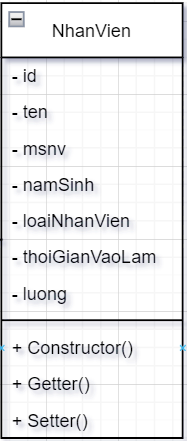 NhanVien
- id
- ten
- msnv
- namSinh
- loaiNhanVien
- thoiGianVaoLam
- luong
+ Constructor()
+ Getter()
+ Setter()